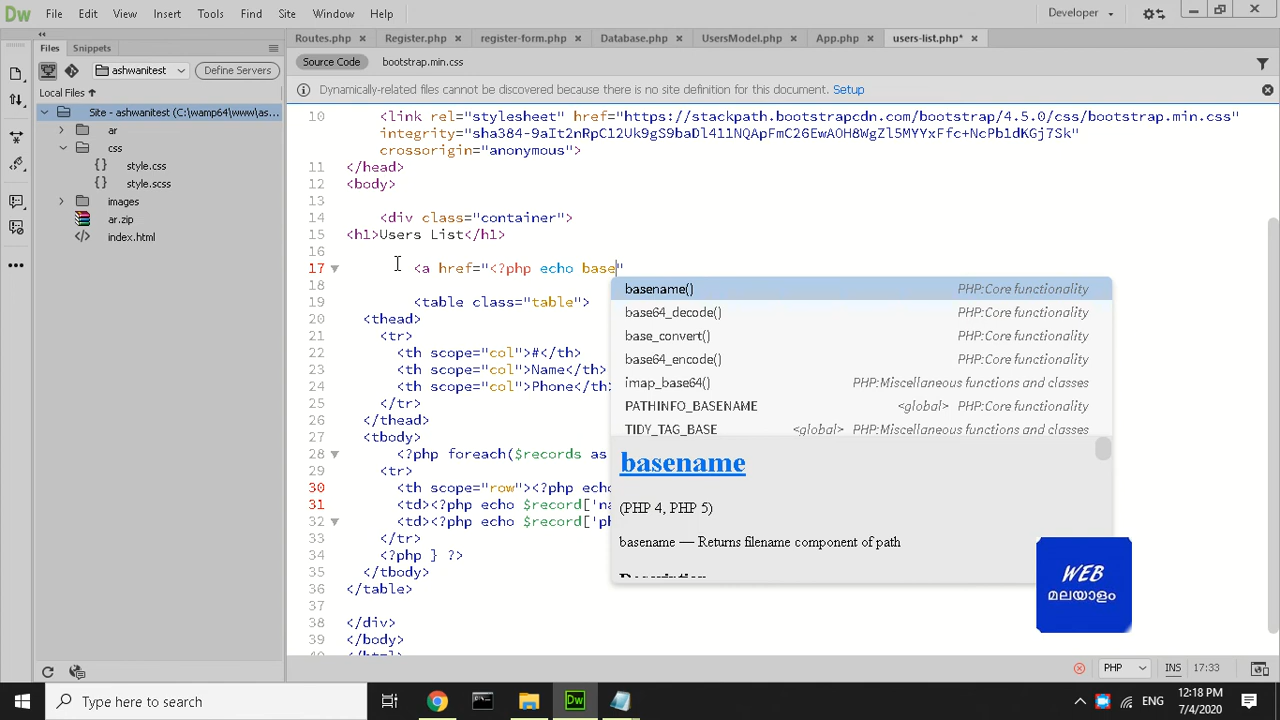 Dw File Edit View Insert Tools Find Site Window Help Developer
Files Snippets
Routes.php × Register.php × register-form.php × Database.php × UsersModel.php × App.php × users-list.php* ×
ashwanitest Define Servers
Source Code bootstrap.min.css
Local Files
Dynamically-related files cannot be discovered because there is no site definition for this document. Setup
Site - ashwanitest (C:\wamp64\www\as...
ar
css
style.css
style.scss
images
ar.zip
index.html
10 <link rel="stylesheet" href="https://stackpath.bootstrapcdn.com/bootstrap/4.5.0/css/bootstrap.min.css"
integrity="sha384-9aIt2nRpC12Uk9gS9baDl411NQApFmC26EwAOH8WgZl5MYYxFfc+NcPb1dKGj7Sk"
crossorigin="anonymous">
11 </head>
12 <body>
13
14 <div class="container">
15 <h1>Users List</h1>
16
17 <a href="<?php echo base"
18
19 <table class="table">
20 <thead>
21 <tr>
22 <th scope="col">#</th>
23 <th scope="col">Name</th>
24 <th scope="col">Phone</th>
25 </tr>
26 </thead>
27 <tbody>
28 <?php foreach($records as
29 <tr>
30 <th scope="row"><?php echo
31 <td><?php echo $record['na
32 <td><?php echo $record['ph
33 </tr>
34 <?php } ?>
35 </tbody>
36 </table>
37
38 </div>
39 </body>
basename() PHP:Core functionality
base64_decode() PHP:Core functionality
base_convert() PHP:Core functionality
base64_encode() PHP:Core functionality
imap_base64() PHP:Miscellaneous functions and classes
PATHINFO_BASENAME <global> PHP:Core functionality
TIDY_TAG_BASE <global> PHP:Miscellaneous functions and classes
basename
(PHP 4, PHP 5)
basename — Returns filename component of path
WEB
മലയാളം
PHP INS 17:33
Type here to search
ENG
12:18 PM
7/4/2020